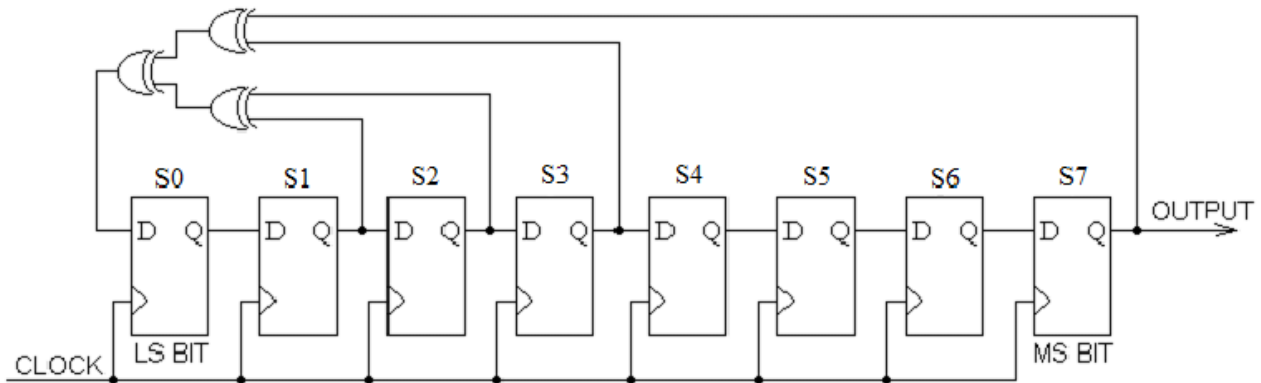 S0 S1 S2 S3 S4 S5 S6 S7
D Q D Q D Q D Q D Q D Q D Q D Q
OUTPUT
LS BIT
MS BIT
CLOCK